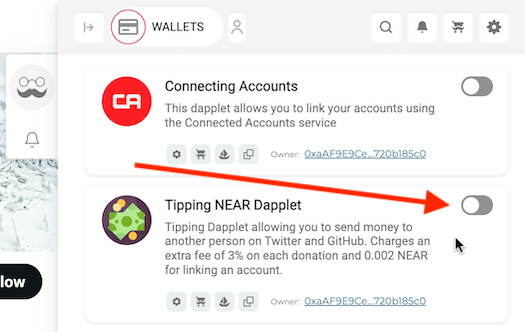 WALLETS
CA
Connecting Accounts
This dapplet allows you to link your accounts using
the Connected Accounts service
Owner: 0xaAF9E9Ce...720b185c0
Tipping NEAR Dapplet
Tipping Dapplet allowing you to send money to
another person on Twitter and GitHub. Charges an
extra fee of 3% on each donation and 0.002 NEAR
for linking an account.
low
Owner: 0xaAF9E9Ce...720b185c0